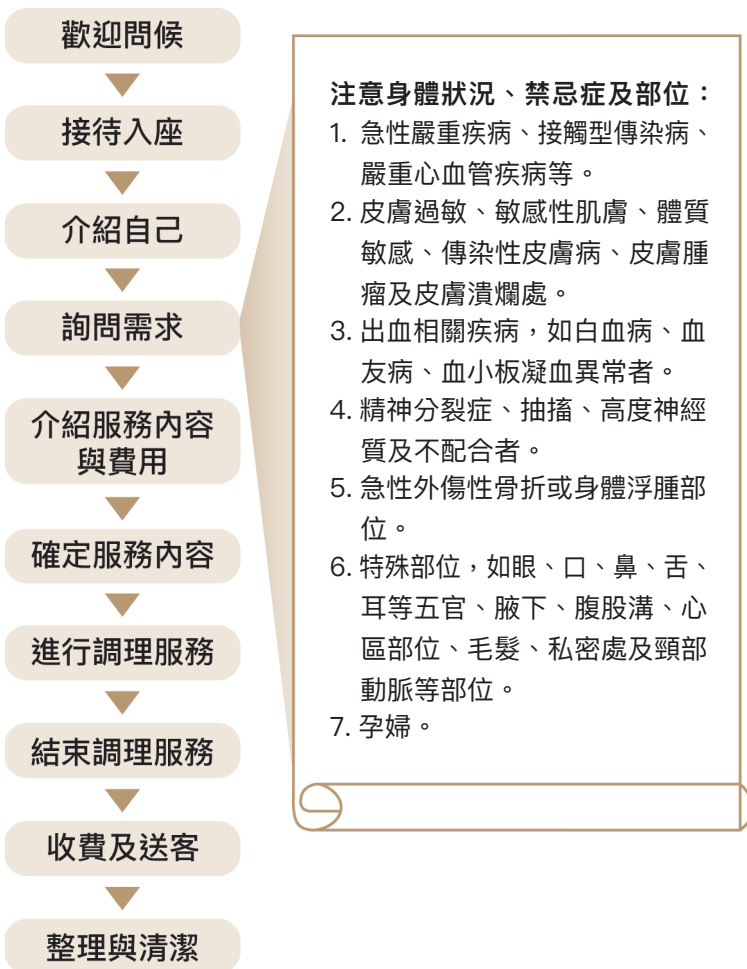 歡迎問候
接待入座
介紹自己
詢問需求
介紹服務內容
與費用
確定服務內容
進行調理服務
結束調理服務
收費及送客
整理與清潔
注意身體狀況、禁忌症及部位：
1. 急性嚴重疾病、接觸型傳染病、
嚴重心血管疾病等。
2. 皮膚過敏、敏感性肌膚、體質
敏感、傳染性皮膚病、皮膚腫
瘤及皮膚潰爛處。
3. 出血相關疾病，如白血病、血
友病、血小板凝血異常者。
4. 精神分裂症、抽搐、高度神經
質及不配合者。
5. 急性外傷性骨折或身體浮腫部
位。
6. 特殊部位，如眼、口、鼻、舌、
耳等五官、腋下、腹股溝、心
區部位、毛髮、私密處及頸部
動脈等部位。
7. 孕婦。